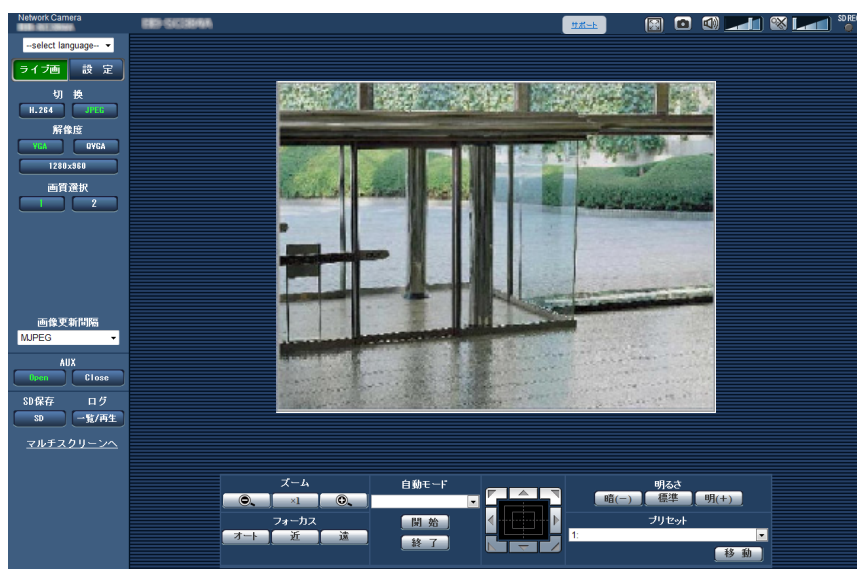 Network Camera
サポート
SD REC
--select language--
ライブ画
設 定
切 換
H.264
JPEG
解像度
VGA
QVGA
1280x960
画質選択
1
2
画像更新間隔
MJPEG
AUX
Open
Close
SD保存
ログ
SD
一覧/再生
マルチスクリーンへ
ズーム
×1
フォーカス
オート
近
遠
自動モード
開 始
終 了
明るさ
暗(-)
標準
明(+)
プリセット
1:
移 動